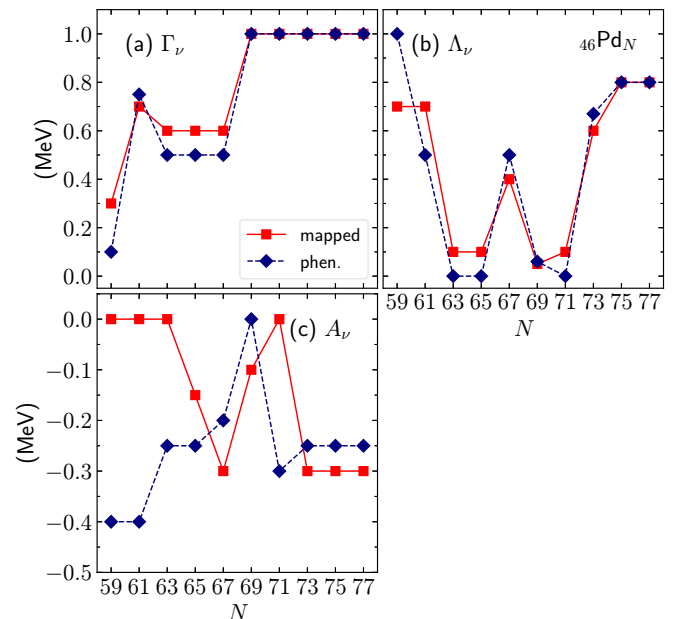 (a) Γν
(MeV)
1.0
0.8
0.6
0.4
0.2
0.0
mapped
phen.
(b) Λν
₄₆Pd_N
59 61 63 65 67 69 71 73 75 77
N
(c) Aν
(MeV)
0.0
−0.1
−0.2
−0.3
−0.4
−0.5
59 61 63 65 67 69 71 73 75 77
N